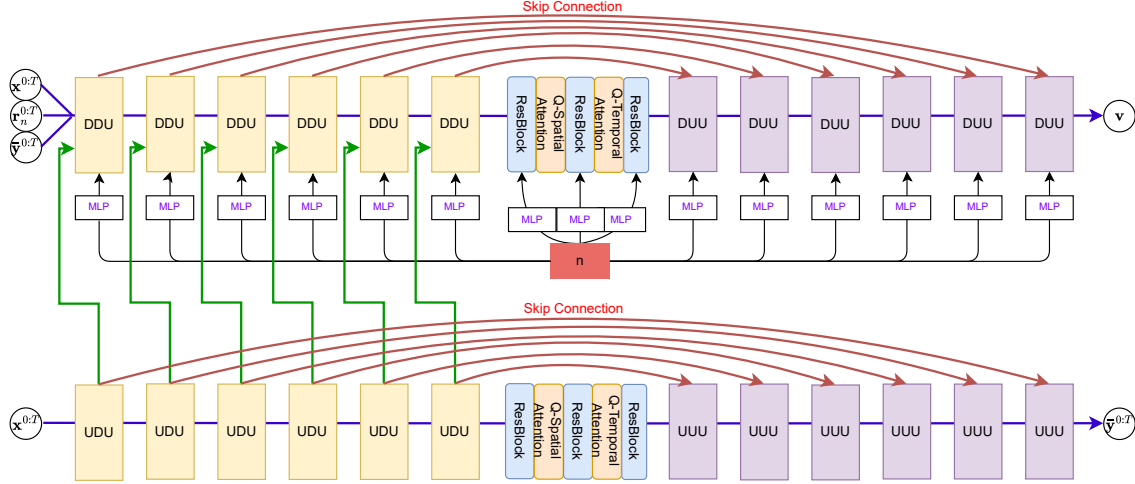 Skip Connection
x^{0:T}
r_n^{0:T}
ȳ^{0:T}
DDU DDU DDU DDU DDU DDU
ResBlock
Q-Spatial
Attention
ResBlock
Q-Temporal
Attention
ResBlock
DUU DUU DUU DUU DUU DUU
v
MLP MLP MLP MLP MLP MLP MLP MLP MLP MLP MLP MLP MLP MLP MLP
n
Skip Connection
x^{0:T}
UDU UDU UDU UDU UDU UDU
ResBlock
Q-Spatial
Attention
ResBlock
Q-Temporal
Attention
ResBlock
UUU UUU UUU UUU UUU UUU
ȳ^{0:T}